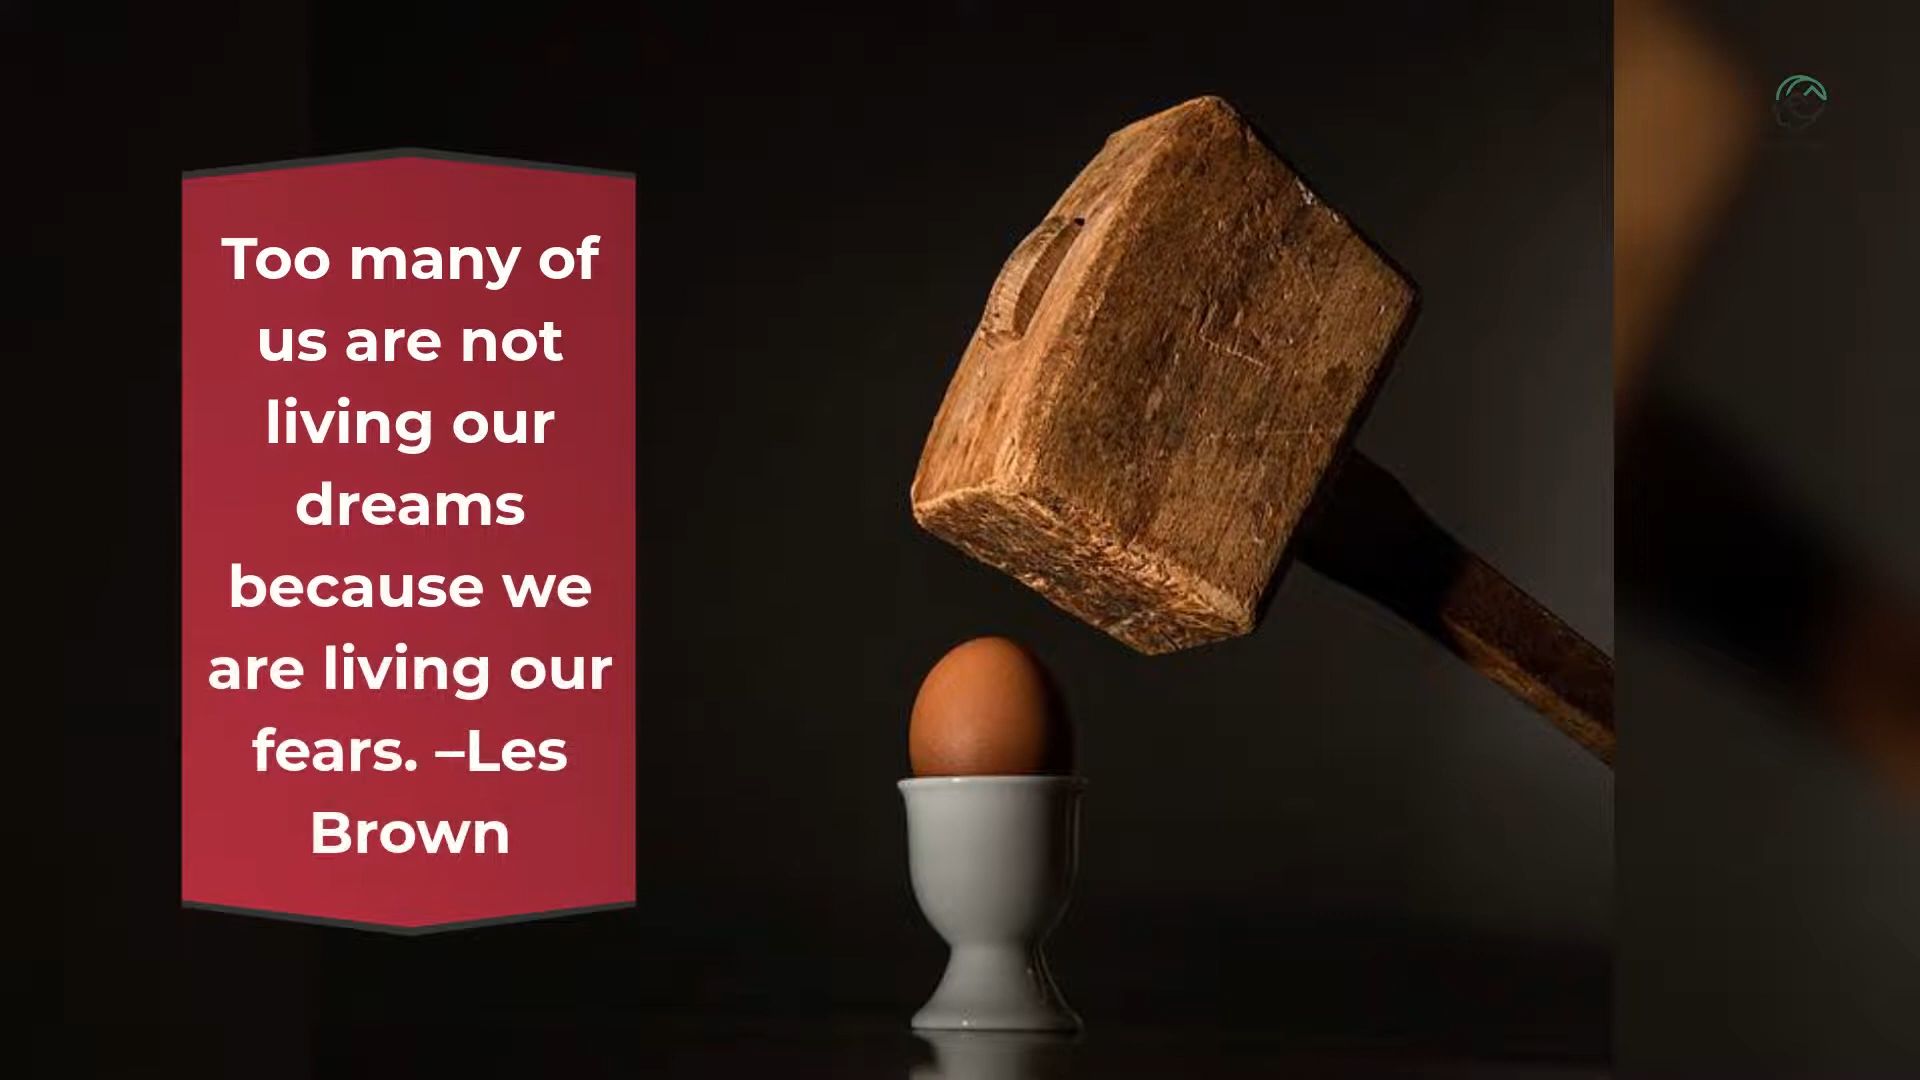 Too many of
us are not
living our
dreams
because we
are living our
fears. –Les
Brown